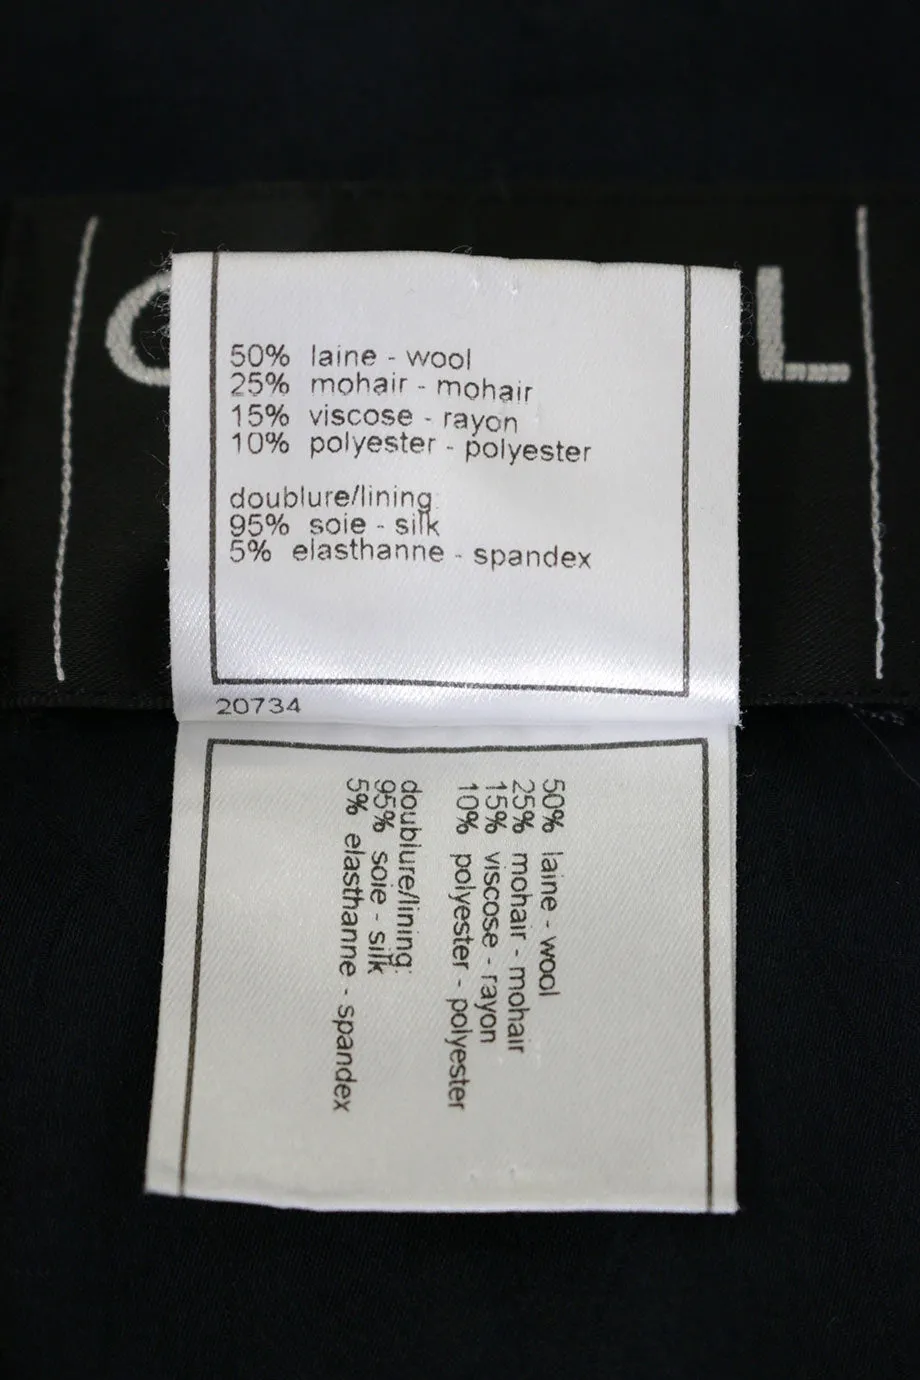 50% laine - wool
25% mohair - mohair
15% viscose - rayon
10% polyester - polyester
doublure/lining:
95% soie - silk
5% elasthanne - spandex
20734
50% laine - wool
25% mohair - mohair
15% viscose - rayon
10% polyester - polyester
doublure/lining:
95% soie - silk
5% elasthanne - spandex